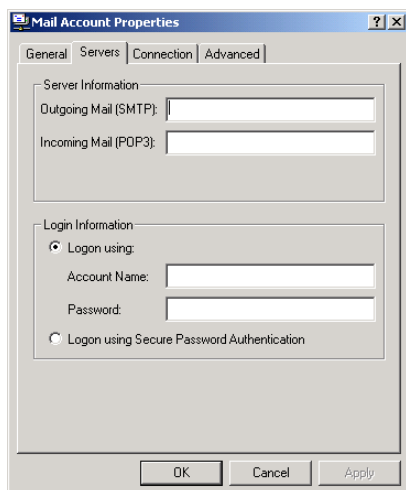 Mail Account Properties
General Servers Connection Advanced
Server Information
Outgoing Mail (SMTP):
Incoming Mail (POP3):
Login Information
Logon using:
Account Name:
Password:
Logon using Secure Password Authentication
OK Cancel Apply